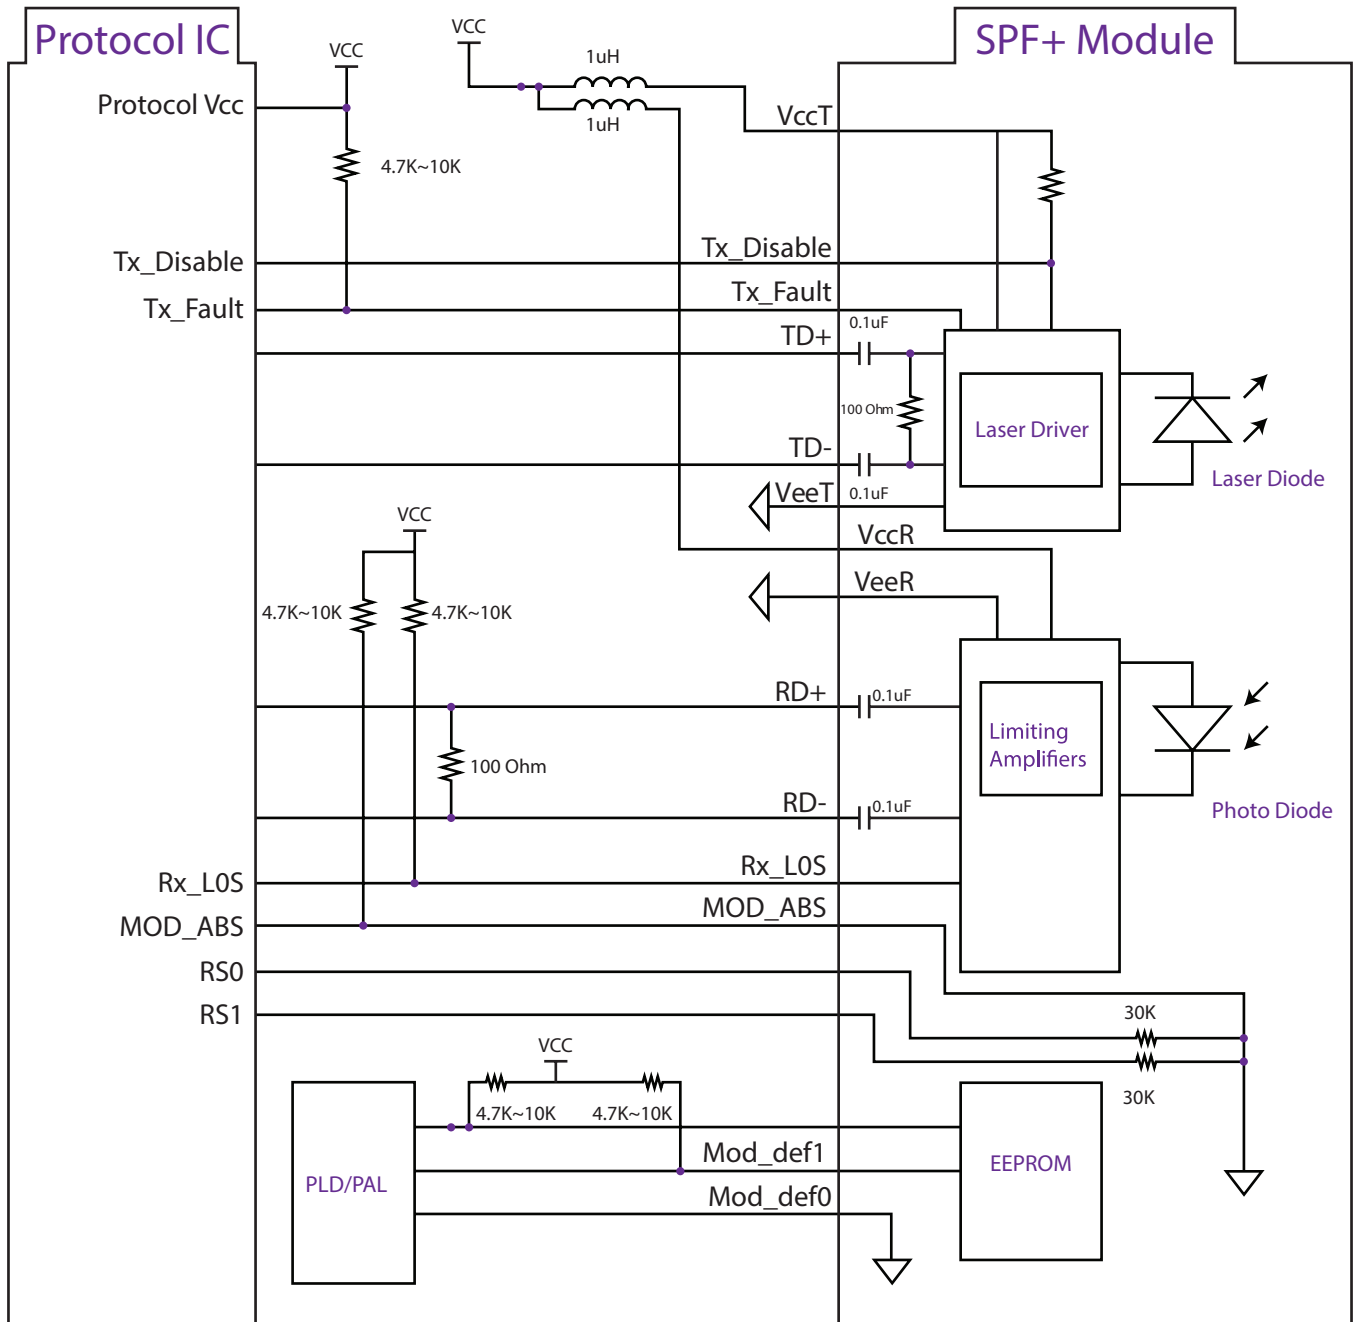 Protocol IC
SPF+ Module
VCC
VCC
1uH
1uH
Protocol Vcc
VccT
4.7K~10K
Tx_Disable
Tx_Disable
Tx_Fault
Tx_Fault
0.1uF
TD+
100 Ohm
Laser Driver
TD-
Laser Diode
VeeT
0.1uF
VCC
VccR
VeeR
4.7K~10K
4.7K~10K
RD+
0.1uF
Limiting
Amplifiers
100 Ohm
RD-
0.1uF
Photo Diode
Rx_L0S
Rx_L0S
MOD_ABS
MOD_ABS
RS0
RS1
30K
VCC
30K
4.7K~10K
4.7K~10K
Mod_def1
EEPROM
PLD/PAL
Mod_def0